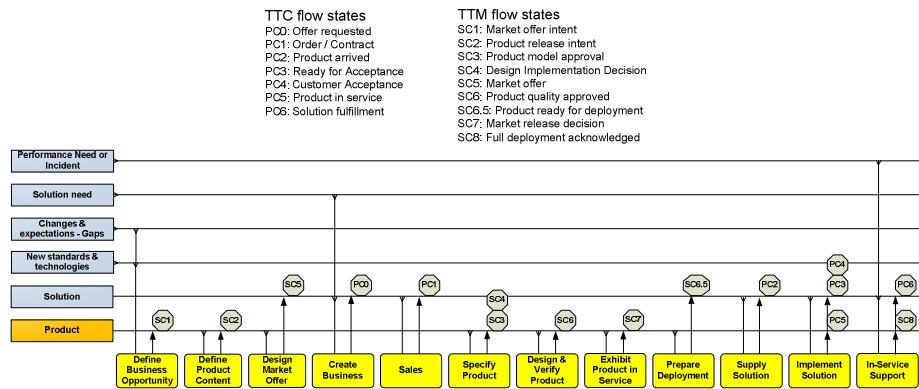 TTC flow states
PC0: Offer requested
PC1: Order / Contract
PC2: Product arrived
PC3: Ready for Acceptance
PC4: Customer Acceptance
PC5: Product in service
PC6: Solution fulfillment
TTM flow states
SC1: Market offer intent
SC2: Product release intent
SC3: Product model approval
SC4: Design Implementation Decision
SC5: Market offer
SC6: Product quality approved
SC6.5: Product ready for deployment
SC7: Market release decision
SC8: Full deployment acknowledged
Performance Need or
Incident
Solution need
Changes &
expectations - Gaps
New standards &
technologies
PC4
Solution
SC5
PC0
PC1
SC4
SC6.5
PC2
PC3
PC6
Product
SC1
SC2
SC3
SC6
SC7
PC5
SC8
Define
Business
Opportunity
Define
Product
Content
Design
Market
Offer
Create
Business
Sales
Specify
Product
Design &
Verify
Product
Exhibit
Product in
Service
Prepare
Deployment
Supply
Solution
Implement
Solution
In-Service
Support